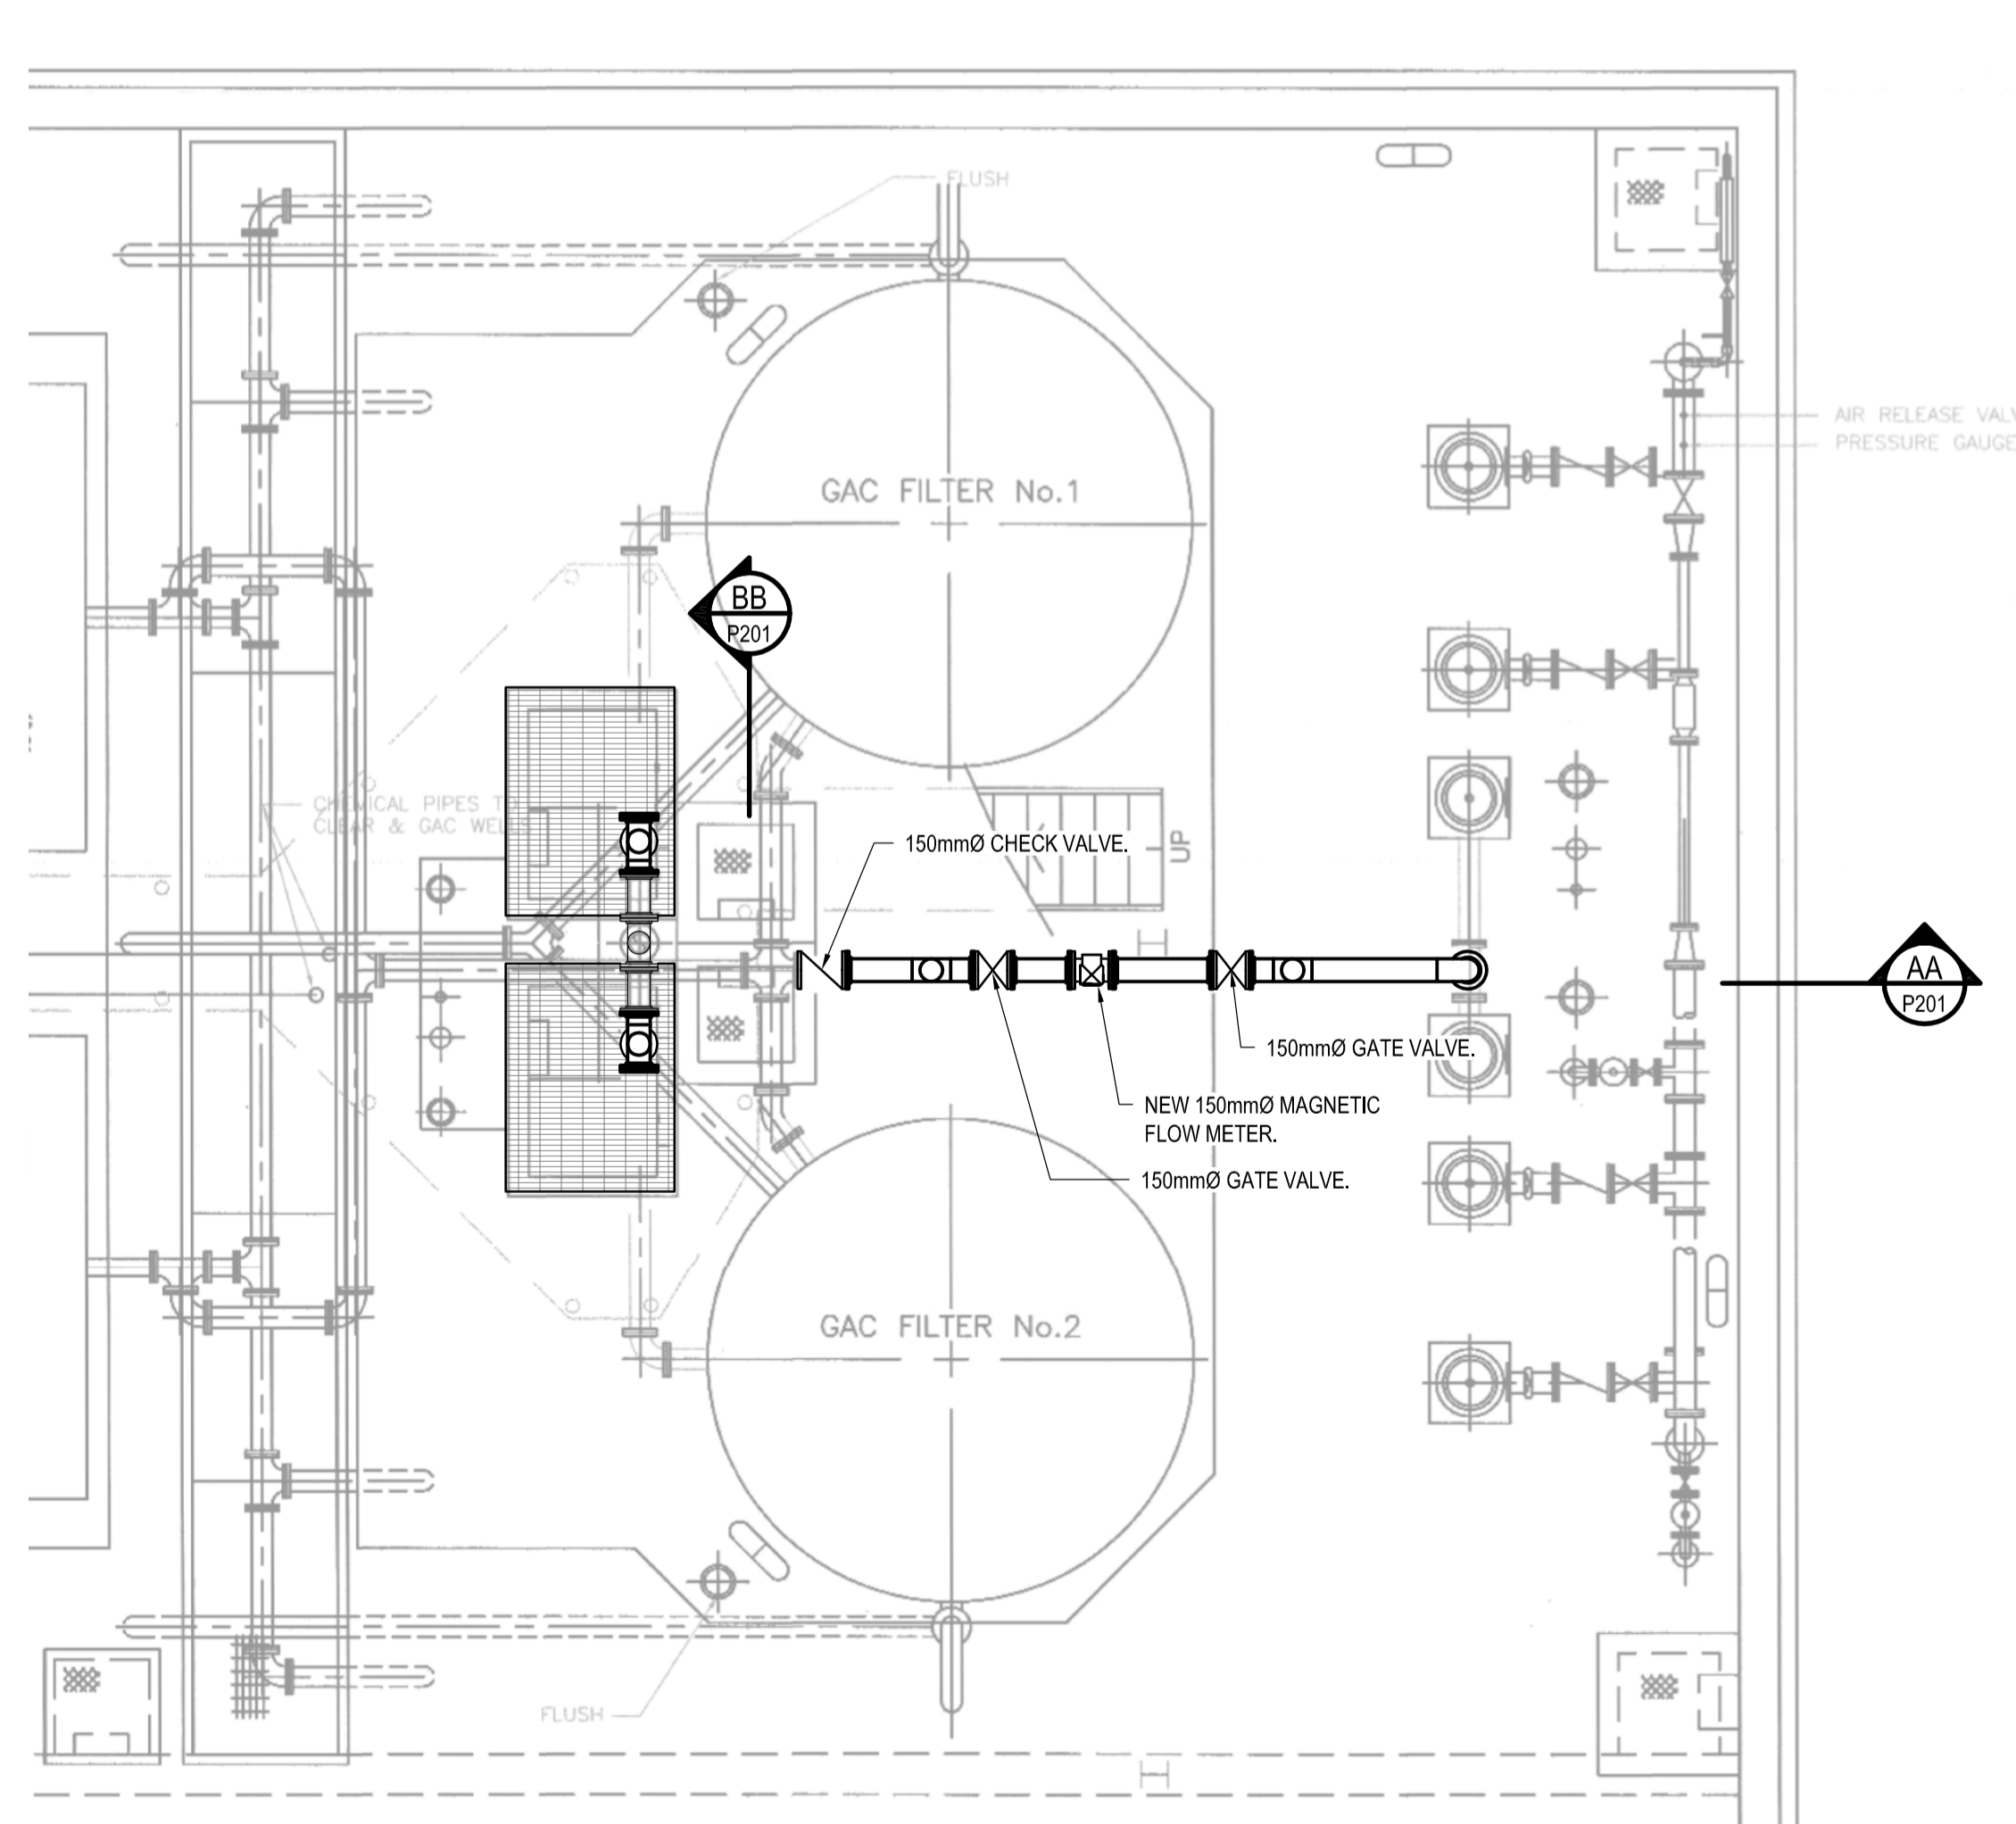 FLUSH
AIR RELEASE VAL
PRESSURE GAUGE
GAC FILTER No.1
BB
P201
CHEMICAL PIPES TO
CLEAR & GAC WELLS
150mmØ CHECK VALVE.
UP
AA
P201
150mmØ GATE VALVE.
NEW 150mmØ MAGNETIC
FLOW METER.
150mmØ GATE VALVE.
GAC FILTER No.2
FLUSH